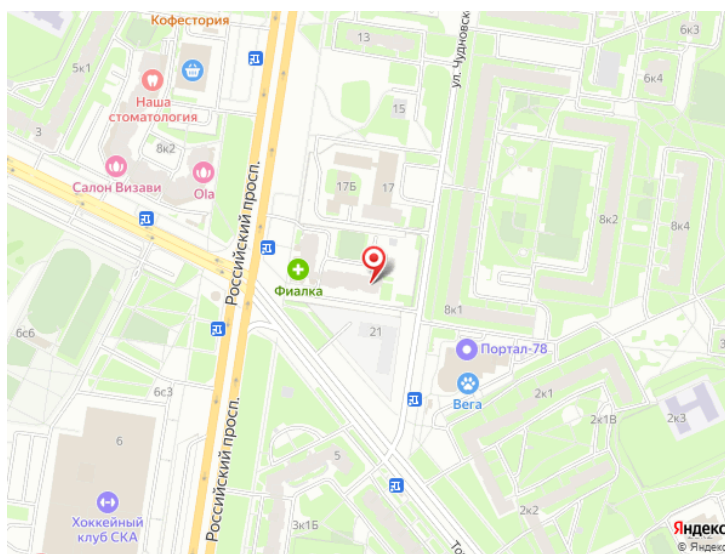 Кофестория
13
ул. Чудновска
6к3
5к1
6к4
Наша
стоматология
15
3
8к2
17Б
17
Салон Визави
Ola
Российский просп.
8к2
8к4
Фиалка
8к1
21
Портал-78
6с6
Вега
6с3
2к1
2к3
2к1В
Российский просп.
6
5
Хоккейный
клуб СКА
3к1Б
2к2
Яндекс
© Яндекс